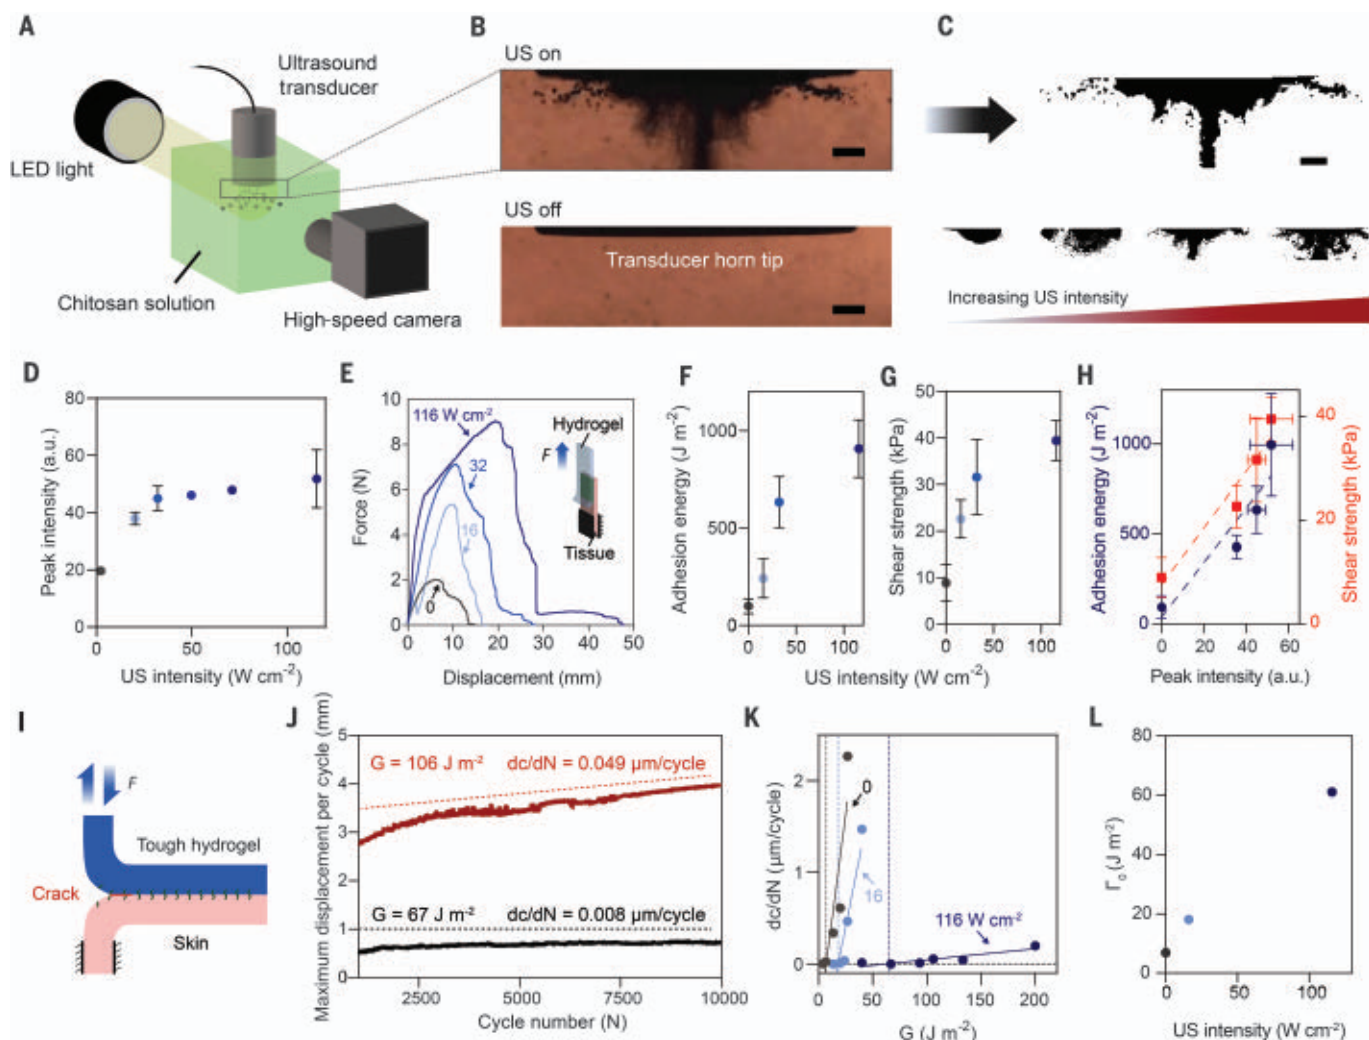 A
Ultrasound
transducer
LED light
Chitosan solution
High-speed camera
B
US on
US off
Transducer horn tip
C
Increasing US intensity
D
Peak intensity (a.u.)
80
60
40
20
0
0
50
100
US intensity (W cm-2)
E
Force (N)
10
8
6
4
2
0
0
10
20
30
40
50
Displacement (mm)
116 W cm-2
32
16
0
Hydrogel
F
Tissue
F
Adhesion energy (J m-2)
1000
500
0
0
50
100
G
Shear strength (kPa)
50
40
30
20
10
0
0
50
100
US intensity (W cm-2)
H
Adhesion energy (J m-2)
1000
500
0
0
20
40
60
Peak intensity (a.u.)
40
20
0
Shear strength (kPa)
I
F
Tough hydrogel
Crack
Skin
J
Maximum displacement per cycle (mm)
5
4
3
2
1
0
G = 106 J m-2 dc/dN = 0.049 µm/cycle
G = 67 J m-2 dc/dN = 0.008 µm/cycle
2500
5000
7500
10000
Cycle number (N)
K
dc/dN (µm/cycle)
2
1
0
0
16
116 W cm-2
0
50
100
150
200
G (J m-2)
L
Γ0 (J m-2)
80
60
40
20
0
0
50
100
US intensity (W cm-2)